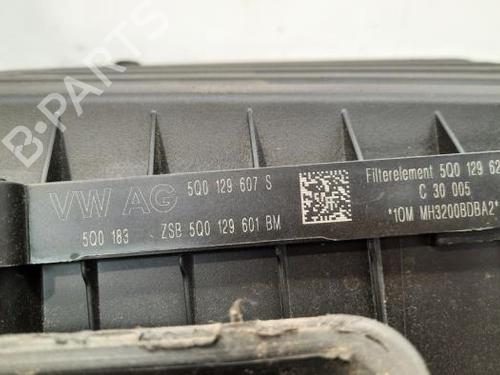 B-Parts
VW AG
5Q0 129 607 S
5Q0 183
ZSB 5Q0 129 601 BM
Filterelement 5Q0 129 62
C 30 005
*10M MH3200BDBA2*